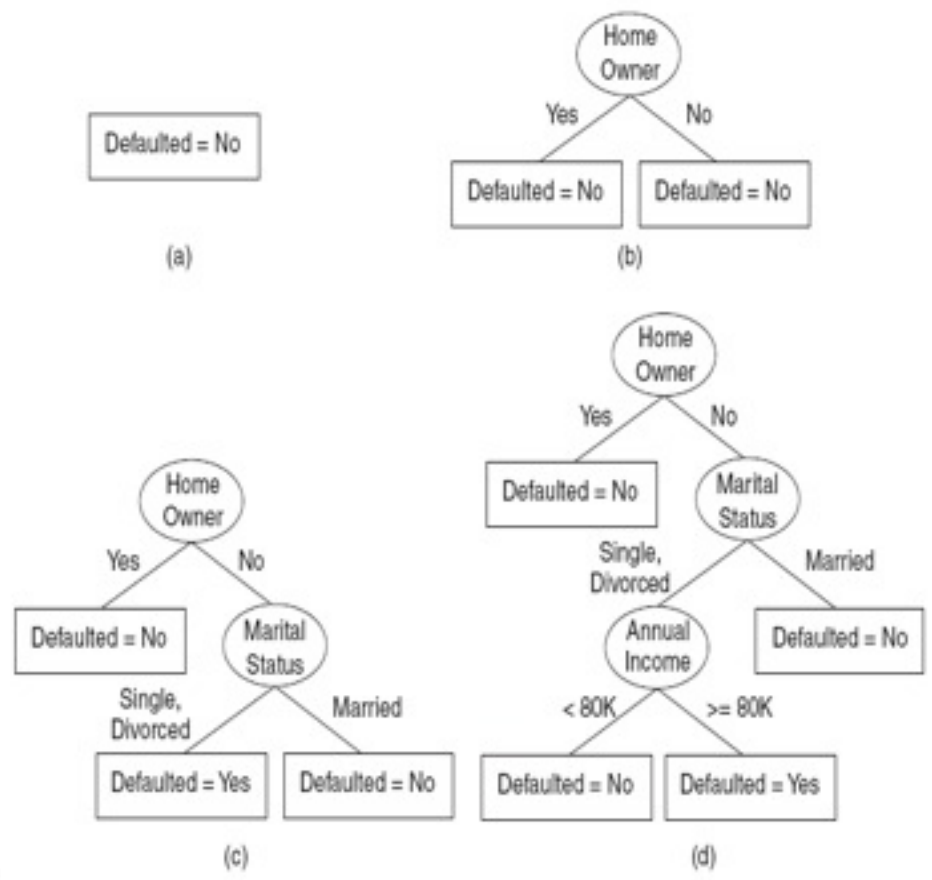 Defaulted = No
(a)
Home
Owner
Yes
No
Defaulted = No
Defaulted = No
(b)
Home
Owner
Yes
No
Defaulted = No
Marital
Status
Single,
Divorced
Married
Defaulted = Yes
Defaulted = No
(c)
Home
Owner
Yes
No
Defaulted = No
Marital
Status
Single,
Divorced
Married
Annual
Income
Defaulted = No
< 80K
>= 80K
Defaulted = No
Defaulted = Yes
(d)